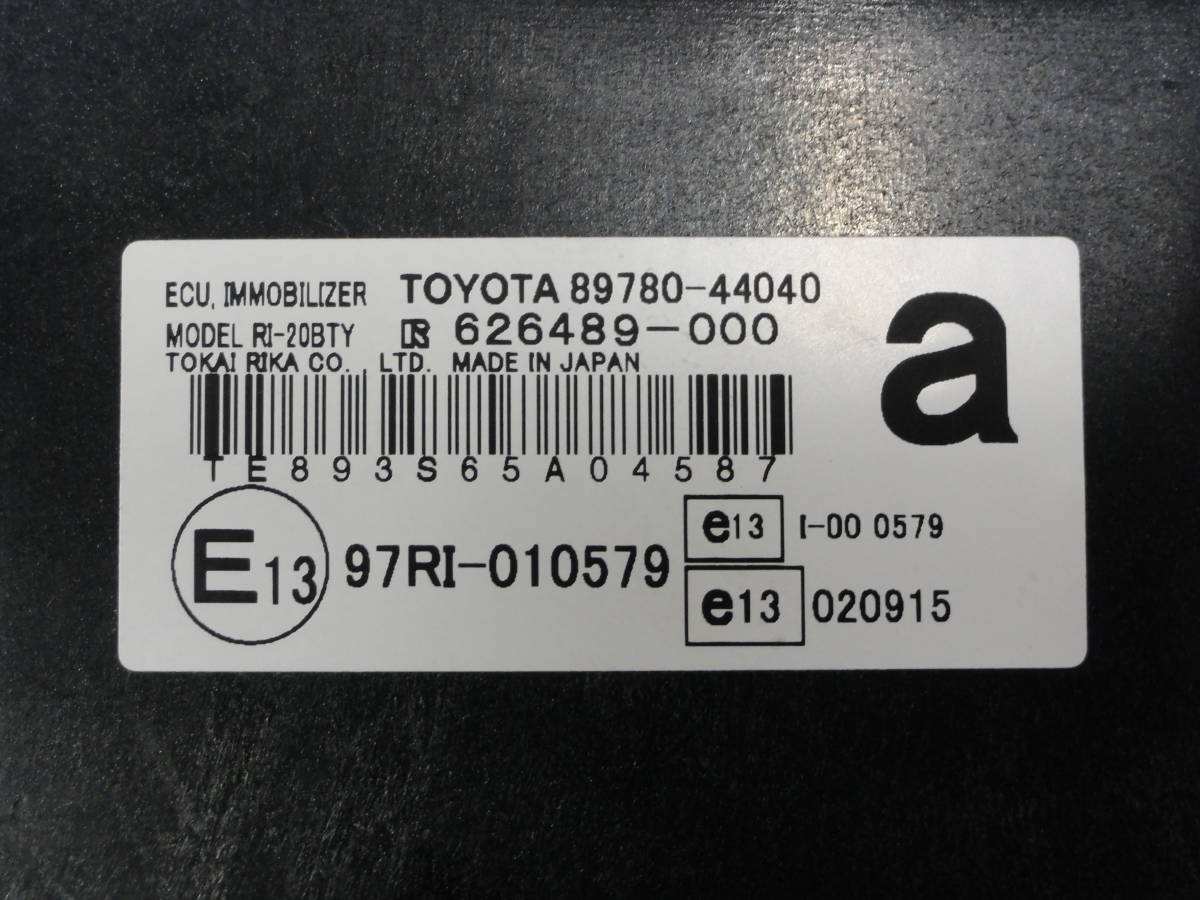 ECU, IMMOBILIZER TOYOTA 89780-44040
MODEL RI-20BTY 626489-000
TOKAI RIKA CO., LTD. MADE IN JAPAN
a
TE893S65A04587
E13 97RI-010579
e13 I-00 0579
e13 020915